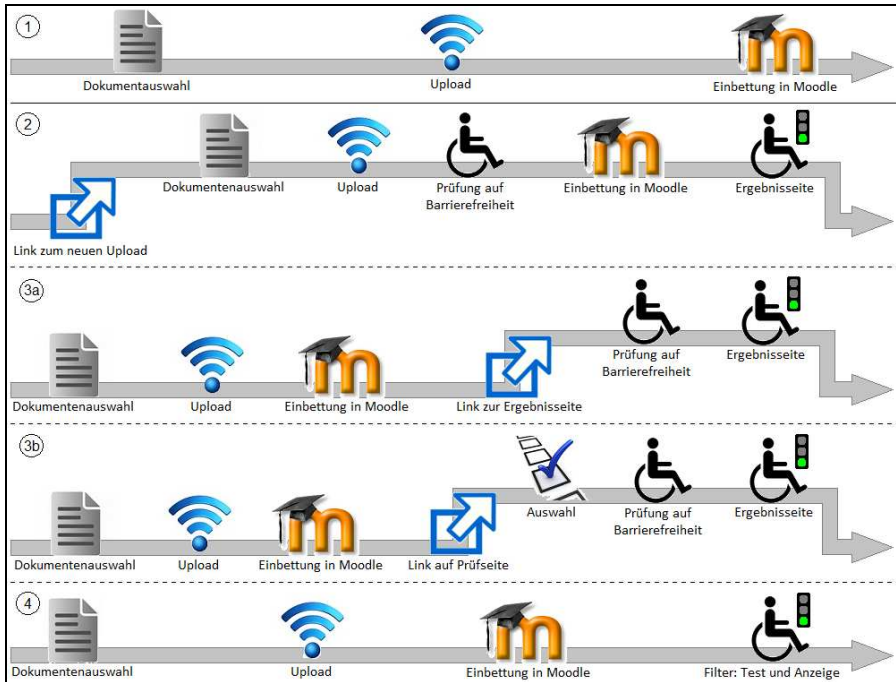 1
Dokumentauswahl
Upload
Einbettung in Moodle
2
Dokumentenauswahl
Upload
Prüfung auf
Barrierefreiheit
Einbettung in Moodle
Ergebnisseite
Link zum neuen Upload
3a
Prüfung auf
Barrierefreiheit
Ergebnisseite
Dokumentenauswahl
Upload
Einbettung in Moodle
Link zur Ergebnisseite
3b
Auswahl
Prüfung auf
Barrierefreiheit
Ergebnisseite
Dokumentenauswahl
Upload
Einbettung in Moodle
Link auf Prüfseite
4
Dokumentenauswahl
Upload
Einbettung in Moodle
Filter: Test und Anzeige